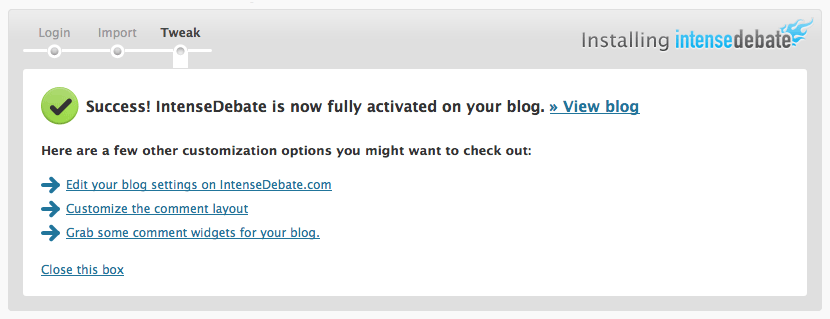 Login Import Tweak
Installing intensedebate
Success! IntenseDebate is now fully activated on your blog. » View blog
Here are a few other customization options you might want to check out:
Edit your blog settings on IntenseDebate.com
Customize the comment layout
Grab some comment widgets for your blog.
Close this box